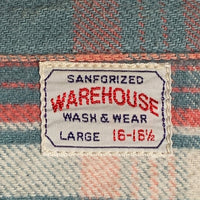 SANFORIZED
WAREHOUSE
WASH & WEAR
LARGE 16-16½